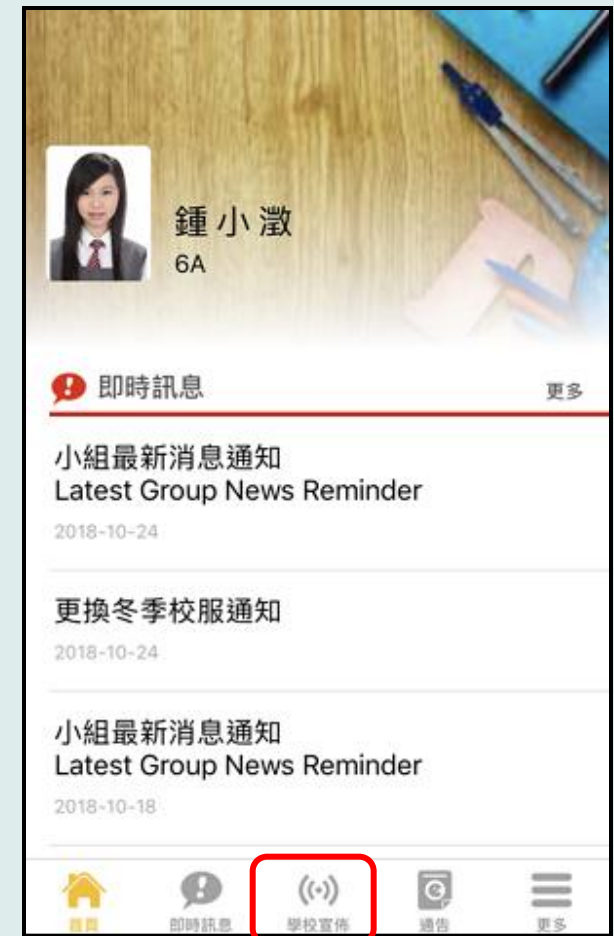 鍾小澂
6A
即時訊息
更多
小組最新消息通知
Latest Group News Reminder
2018-10-24
更換冬季校服通知
2018-10-24
小組最新消息通知
Latest Group News Reminder
2018-10-18
首頁
即時訊息
學校宣佈
通告
更多